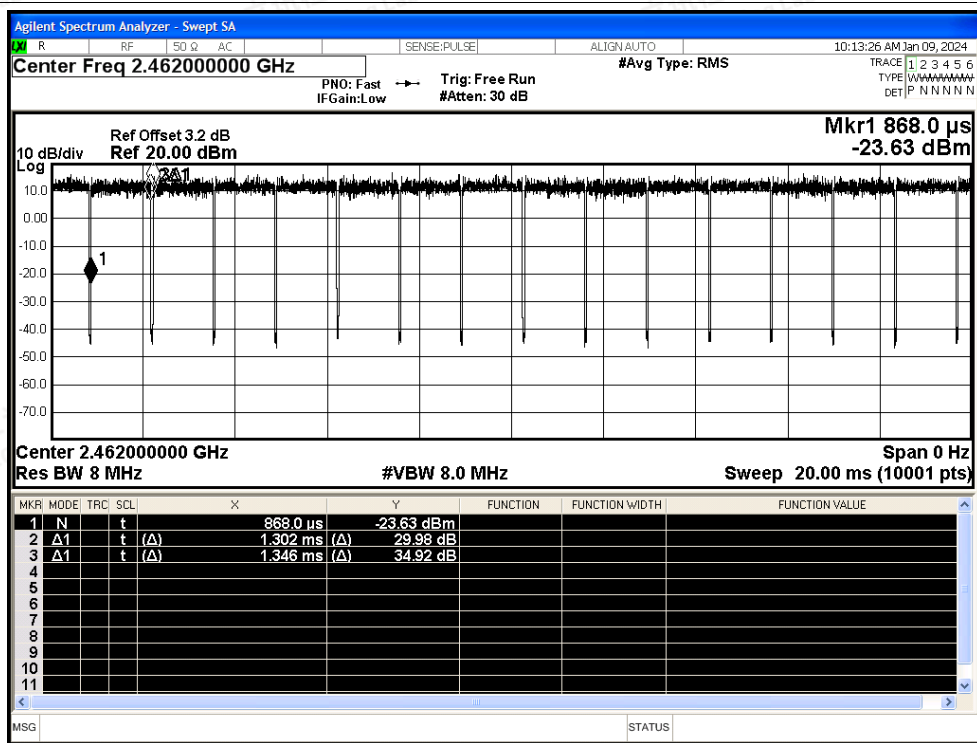 Agilent Spectrum Analyzer - Swept SA
LXI R RF 50 Ω AC SENSE:PULSE ALIGN AUTO 10:13:26 AM Jan 09, 2024
Center Freq 2.462000000 GHz
PNO: Fast
IFGain:Low
Trig: Free Run
#Atten: 30 dB
#Avg Type: RMS
TRACE 1 2 3 4 5 6
TYPE WWWWWW
DET P N N N N N
Mkr1 868.0 µs
-23.63 dBm
Ref Offset 3.2 dB
10 dB/div Ref 20.00 dBm
Log
10.0
0.00
-10.0
-20.0
-30.0
-40.0
-50.0
-60.0
-70.0
1
3Δ1
Center 2.462000000 GHz Span 0 Hz
Res BW 8 MHz #VBW 8.0 MHz Sweep 20.00 ms (10001 pts)
MKR MODE TRC SCL X Y FUNCTION FUNCTION WIDTH FUNCTION VALUE
1 N t 868.0 µs -23.63 dBm
2 Δ1 t (Δ) 1.302 ms (Δ) 29.98 dB
3 Δ1 t (Δ) 1.346 ms (Δ) 34.92 dB
4
5
6
7
8
9
10
11
MSG STATUS